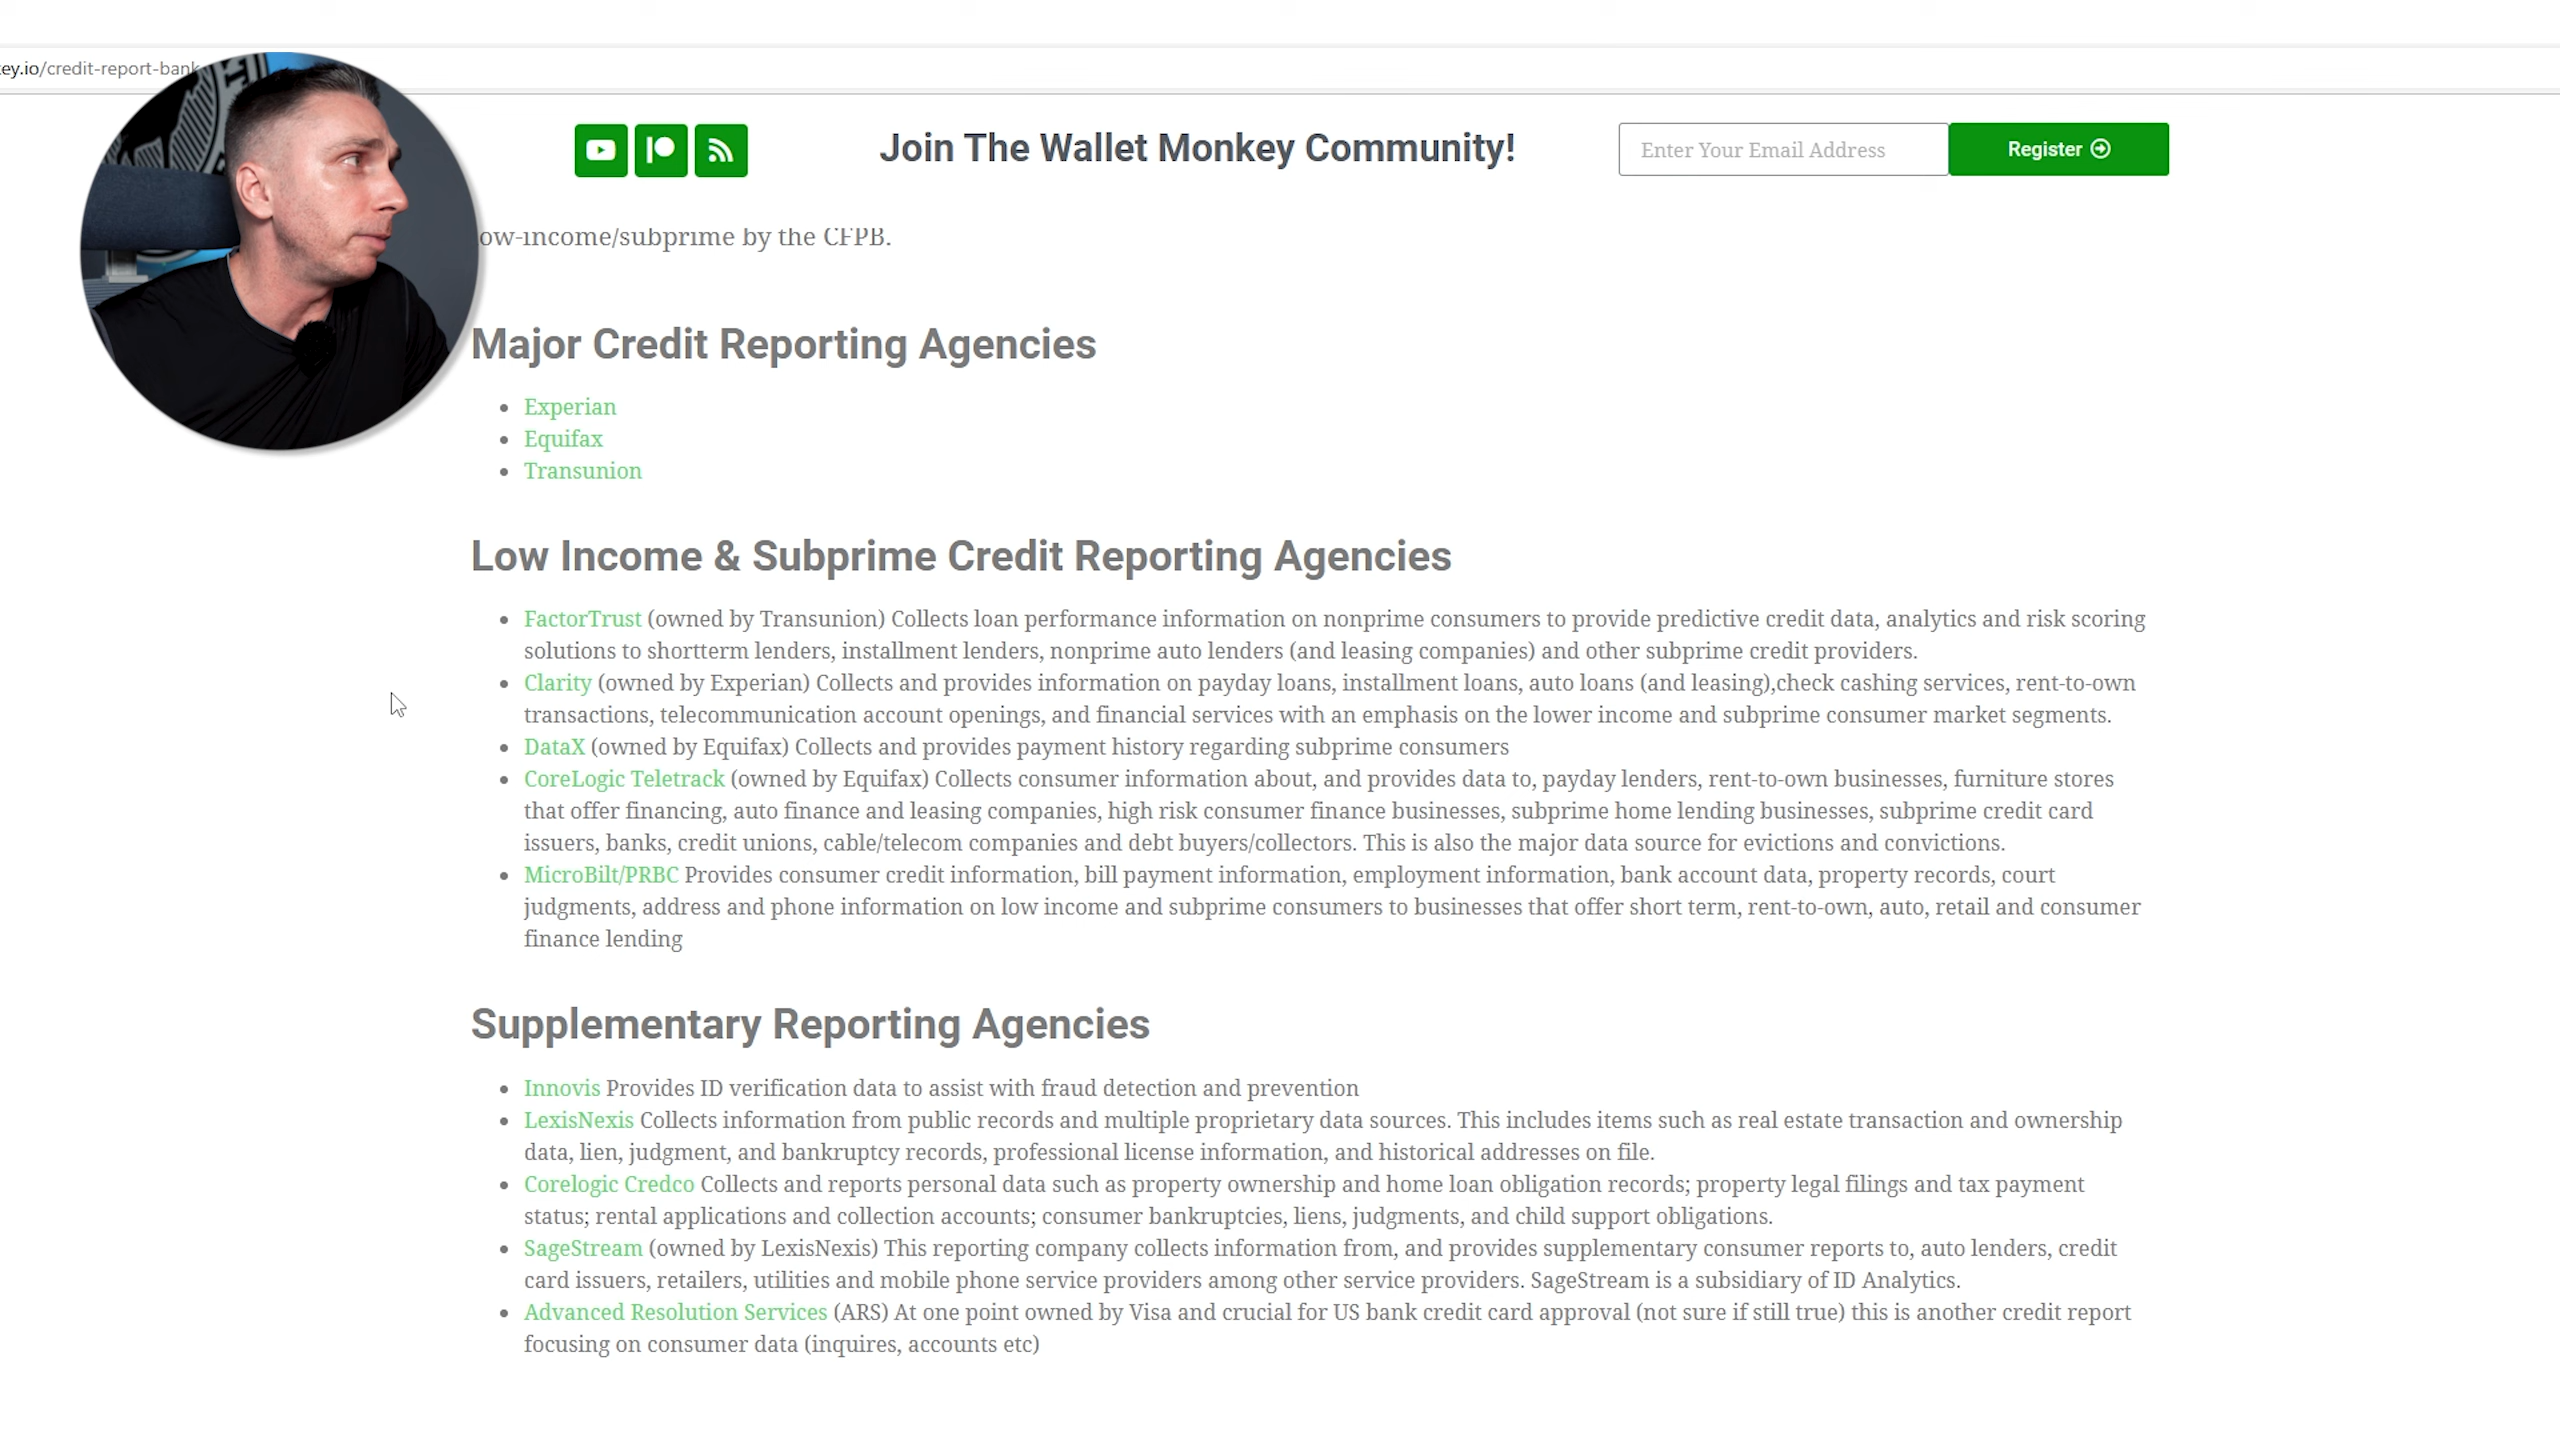 ey.io/credit-report-bank
Join The Wallet Monkey Community!
Enter Your Email Address
Register
ow-income/subprime by the CFPB.
Major Credit Reporting Agencies
Experian
Equifax
Transunion
Low Income & Subprime Credit Reporting Agencies
FactorTrust (owned by Transunion) Collects loan performance information on nonprime consumers to provide predictive credit data, analytics and risk scoring
solutions to shortterm lenders, installment lenders, nonprime auto lenders (and leasing companies) and other subprime credit providers.
Clarity (owned by Experian) Collects and provides information on payday loans, installment loans, auto loans (and leasing),check cashing services, rent-to-own
transactions, telecommunication account openings, and financial services with an emphasis on the lower income and subprime consumer market segments.
DataX (owned by Equifax) Collects and provides payment history regarding subprime consumers
CoreLogic Teletrack (owned by Equifax) Collects consumer information about, and provides data to, payday lenders, rent-to-own businesses, furniture stores
that offer financing, auto finance and leasing companies, high risk consumer finance businesses, subprime home lending businesses, subprime credit card
issuers, banks, credit unions, cable/telecom companies and debt buyers/collectors. This is also the major data source for evictions and convictions.
MicroBilt/PRBC Provides consumer credit information, bill payment information, employment information, bank account data, property records, court
judgments, address and phone information on low income and subprime consumers to businesses that offer short term, rent-to-own, auto, retail and consumer
finance lending
Supplementary Reporting Agencies
Innovis Provides ID verification data to assist with fraud detection and prevention
LexisNexis Collects information from public records and multiple proprietary data sources. This includes items such as real estate transaction and ownership
data, lien, judgment, and bankruptcy records, professional license information, and historical addresses on file.
Corelogic Credco Collects and reports personal data such as property ownership and home loan obligation records; property legal filings and tax payment
status; rental applications and collection accounts; consumer bankruptcies, liens, judgments, and child support obligations.
SageStream (owned by LexisNexis) This reporting company collects information from, and provides supplementary consumer reports to, auto lenders, credit
card issuers, retailers, utilities and mobile phone service providers among other service providers. SageStream is a subsidiary of ID Analytics.
Advanced Resolution Services (ARS) At one point owned by Visa and crucial for US bank credit card approval (not sure if still true) this is another credit report
focusing on consumer data (inquires, accounts etc)